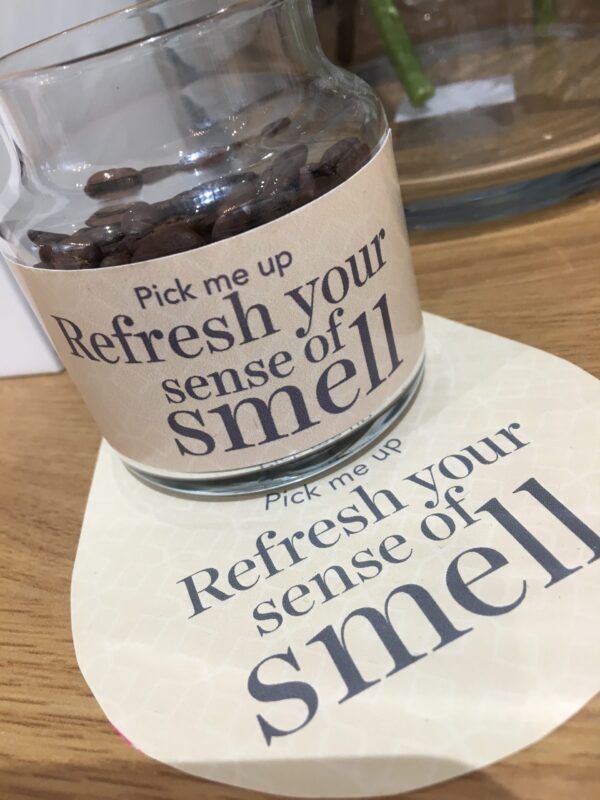 Pick me up
Refresh your
sense of
smell
Pick me up
Refresh your
sense of
smell